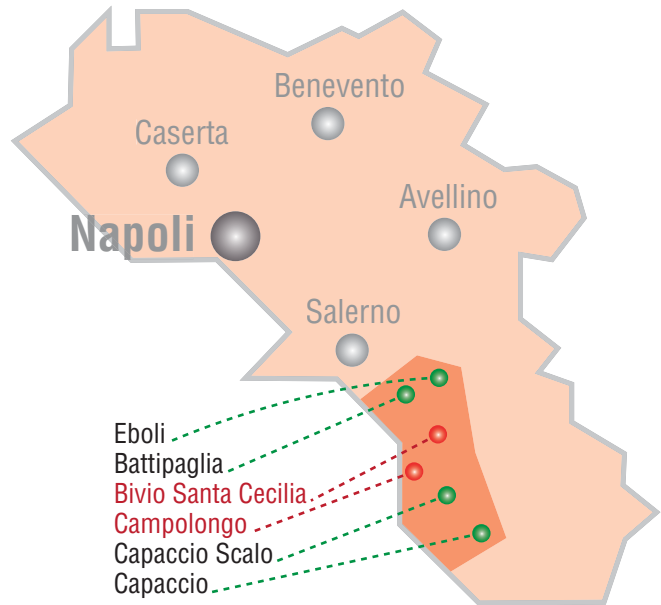 Benevento
Caserta
Avellino
Napoli
Salerno
Eboli
Battipaglia
Bivio Santa Cecilia
Campolongo
Capaccio Scalo
Capaccio